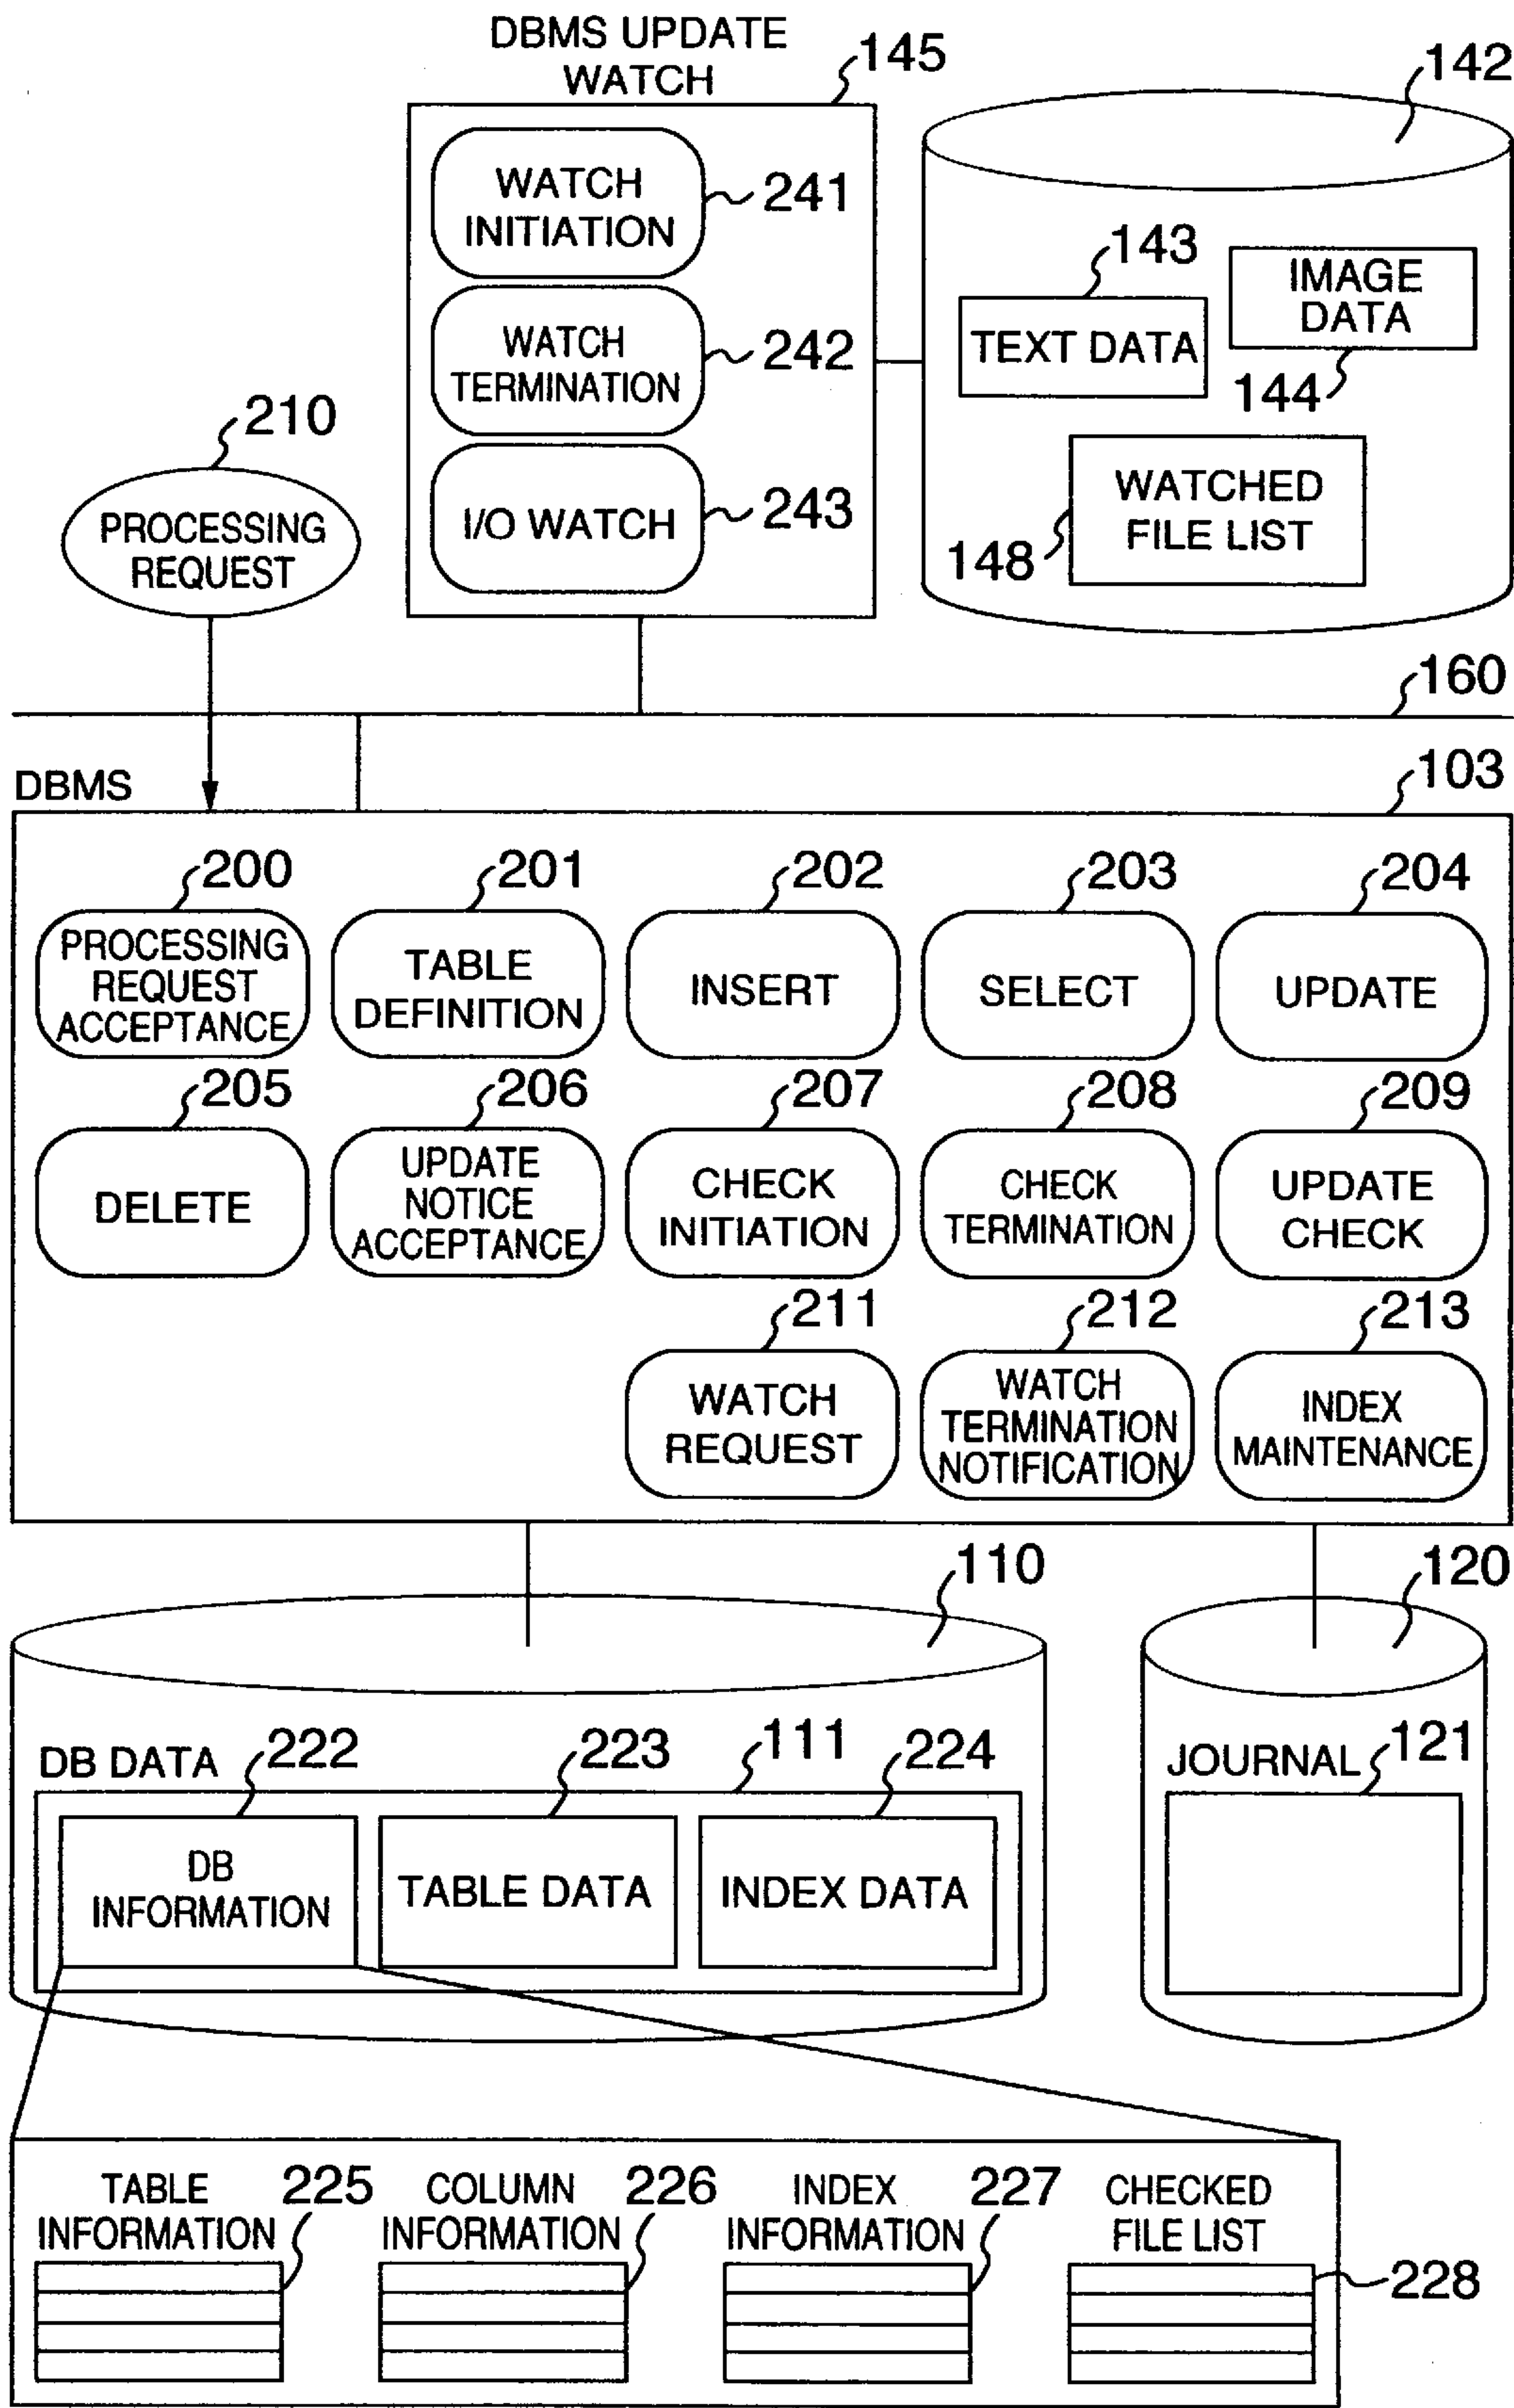 DBMS UPDATE
WATCH
145
142
WATCH
INITIATION
241
143
IMAGE
DATA
TEXT DATA
144
WATCH
TERMINATION
242
210
WATCHED
FILE LIST
148
I/O WATCH
243
PROCESSING
REQUEST
160
DBMS
103
200
201
202
203
204
PROCESSING
REQUEST
ACCEPTANCE
TABLE
DEFINITION
INSERT
SELECT
UPDATE
205
206
207
208
209
DELETE
UPDATE
NOTICE
ACCEPTANCE
CHECK
INITIATION
CHECK
TERMINATION
UPDATE
CHECK
211
212
213
WATCH
REQUEST
WATCH
TERMINATION
NOTIFICATION
INDEX
MAINTENANCE
110
120
DB DATA
222
223
111
224
JOURNAL
121
DB
INFORMATION
TABLE DATA
INDEX DATA
TABLE
INFORMATION
225
COLUMN
INFORMATION
226
INDEX
INFORMATION
227
CHECKED
FILE LIST
228